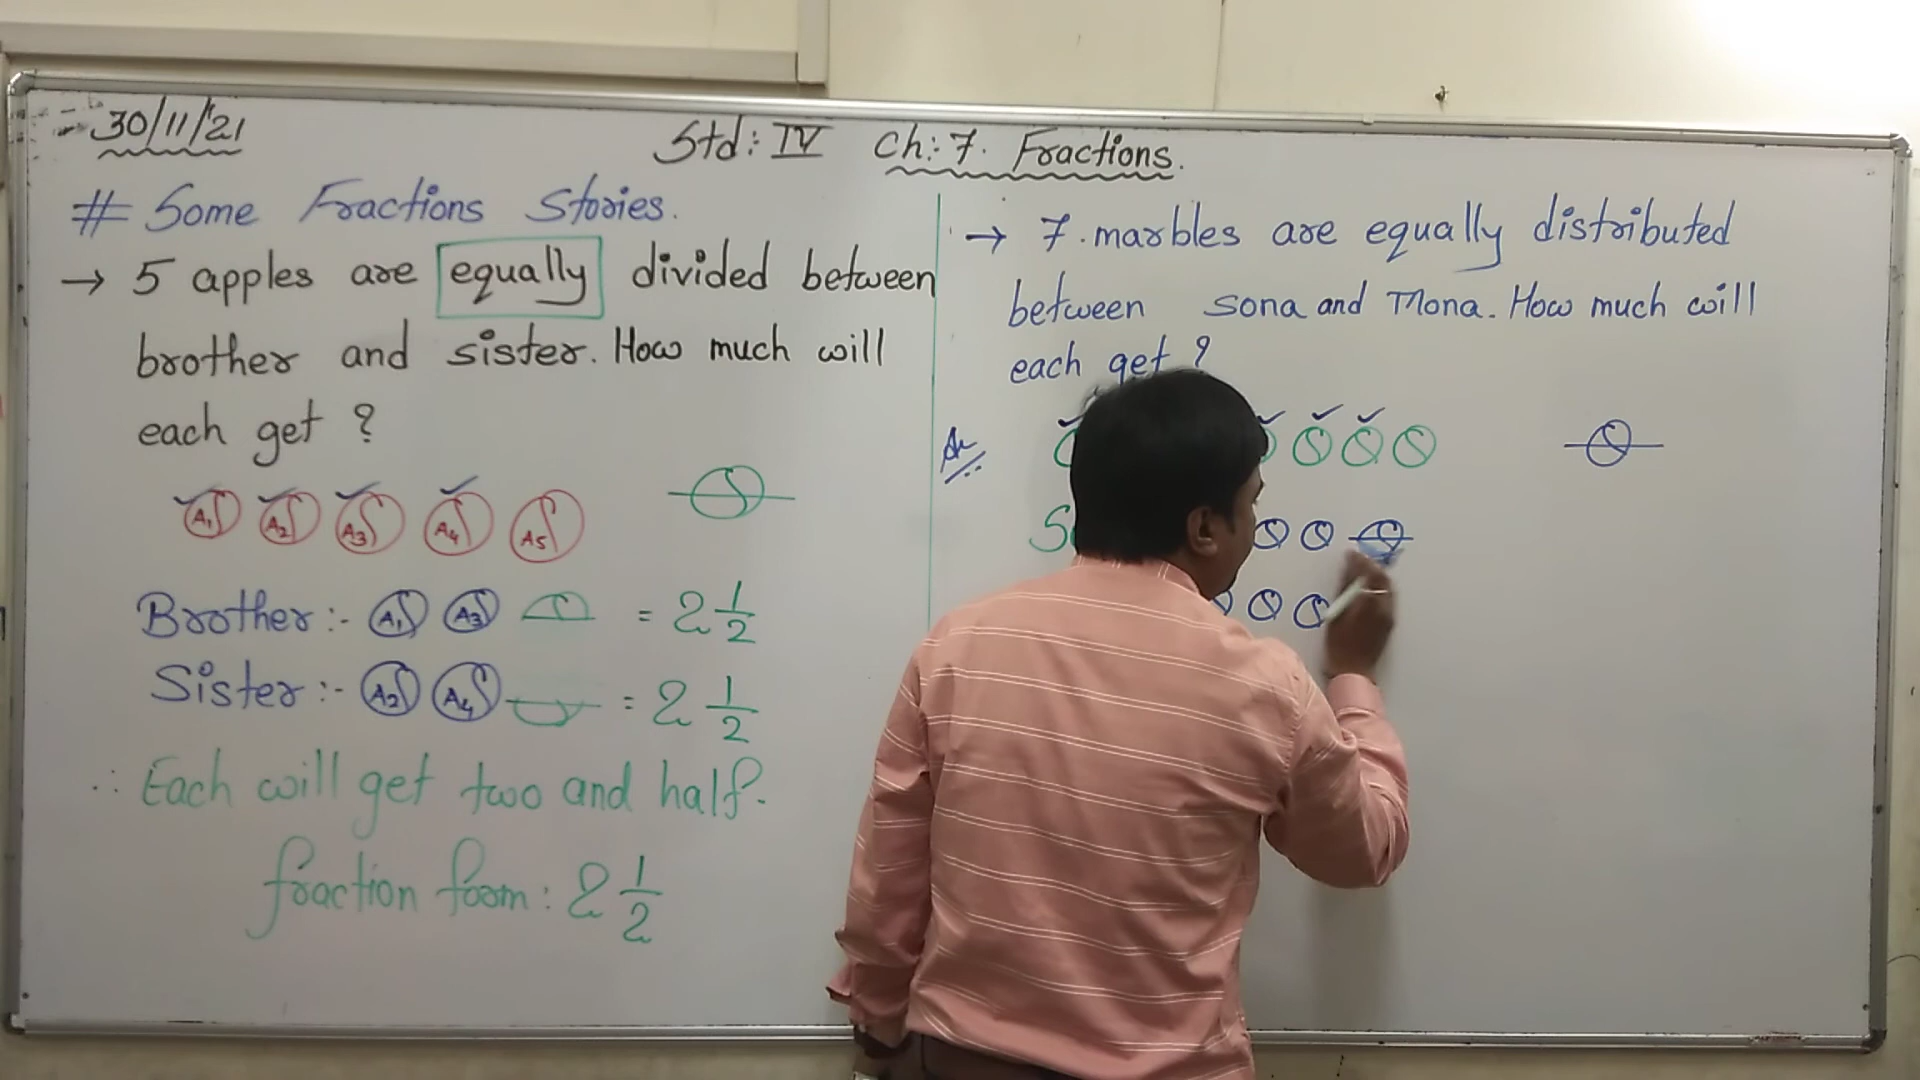 30/11/21
Std: IV Ch: 7. Fractions.
# Some Fractions Stories.
→ 5 apples are equally divided between
brother and sister. How much will
each get ?
A1 A2 A3 A4 A5
Brother :- A1 A3 = 2 1/2
Sister :- A2 A4 = 2 1/2
∴ Each will get two and half.
fraction form : 2 1/2
→ 7 marbles are equally distributed
between Sona and Mona. How much will
each get ?